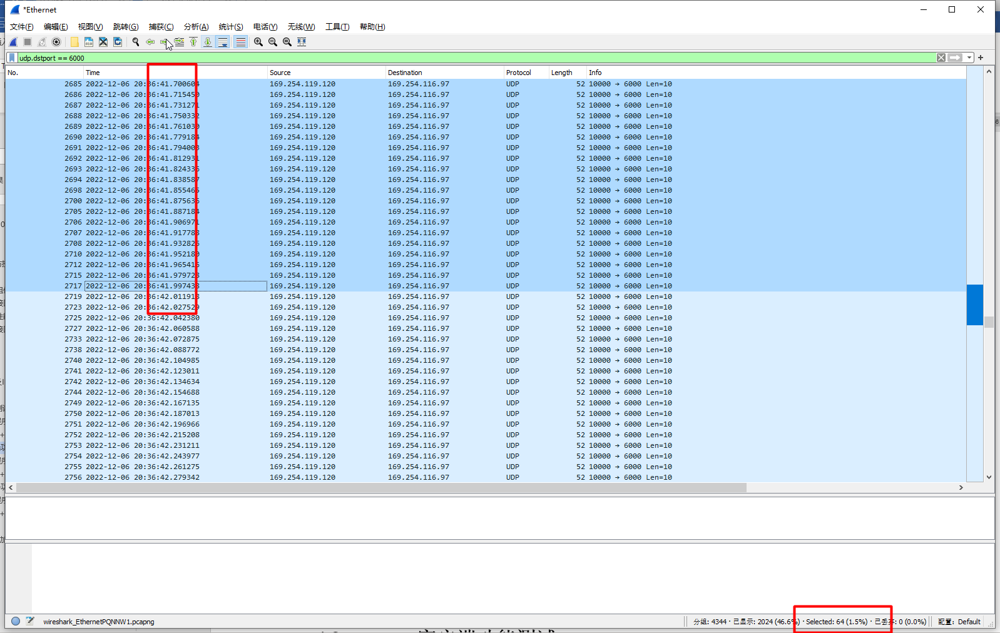 *Ethernet
文件(F) 编辑(E) 视图(V) 跳转(G) 捕获(C) 分析(A) 统计(S) 电话(Y) 无线(W) 工具(T) 帮助(H)
udp.dstport == 6000
No. Time Source Destination Protocol Length Info
2685 2022-12-06 20:36:41.700604 169.254.119.120 169.254.116.97 UDP 52 10000 → 6000 Len=10
2686 2022-12-06 20:36:41.715450 169.254.119.120 169.254.116.97 UDP 52 10000 → 6000 Len=10
2687 2022-12-06 20:36:41.731271 169.254.119.120 169.254.116.97 UDP 52 10000 → 6000 Len=10
2688 2022-12-06 20:36:41.750332 169.254.119.120 169.254.116.97 UDP 52 10000 → 6000 Len=10
2689 2022-12-06 20:36:41.761030 169.254.119.120 169.254.116.97 UDP 52 10000 → 6000 Len=10
2690 2022-12-06 20:36:41.779184 169.254.119.120 169.254.116.97 UDP 52 10000 → 6000 Len=10
2691 2022-12-06 20:36:41.794003 169.254.119.120 169.254.116.97 UDP 52 10000 → 6000 Len=10
2692 2022-12-06 20:36:41.812931 169.254.119.120 169.254.116.97 UDP 52 10000 → 6000 Len=10
2693 2022-12-06 20:36:41.824336 169.254.119.120 169.254.116.97 UDP 52 10000 → 6000 Len=10
2694 2022-12-06 20:36:41.838587 169.254.119.120 169.254.116.97 UDP 52 10000 → 6000 Len=10
2698 2022-12-06 20:36:41.855465 169.254.119.120 169.254.116.97 UDP 52 10000 → 6000 Len=10
2700 2022-12-06 20:36:41.875636 169.254.119.120 169.254.116.97 UDP 52 10000 → 6000 Len=10
2705 2022-12-06 20:36:41.887184 169.254.119.120 169.254.116.97 UDP 52 10000 → 6000 Len=10
2706 2022-12-06 20:36:41.906971 169.254.119.120 169.254.116.97 UDP 52 10000 → 6000 Len=10
2707 2022-12-06 20:36:41.917788 169.254.119.120 169.254.116.97 UDP 52 10000 → 6000 Len=10
2708 2022-12-06 20:36:41.932826 169.254.119.120 169.254.116.97 UDP 52 10000 → 6000 Len=10
2710 2022-12-06 20:36:41.952180 169.254.119.120 169.254.116.97 UDP 52 10000 → 6000 Len=10
2712 2022-12-06 20:36:41.965416 169.254.119.120 169.254.116.97 UDP 52 10000 → 6000 Len=10
2715 2022-12-06 20:36:41.979728 169.254.119.120 169.254.116.97 UDP 52 10000 → 6000 Len=10
2717 2022-12-06 20:36:41.997438 169.254.119.120 169.254.116.97 UDP 52 10000 → 6000 Len=10
2719 2022-12-06 20:36:42.011918 169.254.119.120 169.254.116.97 UDP 52 10000 → 6000 Len=10
2723 2022-12-06 20:36:42.027529 169.254.119.120 169.254.116.97 UDP 52 10000 → 6000 Len=10
2725 2022-12-06 20:36:42.042380 169.254.119.120 169.254.116.97 UDP 52 10000 → 6000 Len=10
2727 2022-12-06 20:36:42.060588 169.254.119.120 169.254.116.97 UDP 52 10000 → 6000 Len=10
2733 2022-12-06 20:36:42.072875 169.254.119.120 169.254.116.97 UDP 52 10000 → 6000 Len=10
2738 2022-12-06 20:36:42.088772 169.254.119.120 169.254.116.97 UDP 52 10000 → 6000 Len=10
2740 2022-12-06 20:36:42.104985 169.254.119.120 169.254.116.97 UDP 52 10000 → 6000 Len=10
2741 2022-12-06 20:36:42.123011 169.254.119.120 169.254.116.97 UDP 52 10000 → 6000 Len=10
2742 2022-12-06 20:36:42.134634 169.254.119.120 169.254.116.97 UDP 52 10000 → 6000 Len=10
2744 2022-12-06 20:36:42.154688 169.254.119.120 169.254.116.97 UDP 52 10000 → 6000 Len=10
2749 2022-12-06 20:36:42.167135 169.254.119.120 169.254.116.97 UDP 52 10000 → 6000 Len=10
2750 2022-12-06 20:36:42.187013 169.254.119.120 169.254.116.97 UDP 52 10000 → 6000 Len=10
2751 2022-12-06 20:36:42.196966 169.254.119.120 169.254.116.97 UDP 52 10000 → 6000 Len=10
2752 2022-12-06 20:36:42.215208 169.254.119.120 169.254.116.97 UDP 52 10000 → 6000 Len=10
2753 2022-12-06 20:36:42.231211 169.254.119.120 169.254.116.97 UDP 52 10000 → 6000 Len=10
2754 2022-12-06 20:36:42.243977 169.254.119.120 169.254.116.97 UDP 52 10000 → 6000 Len=10
2755 2022-12-06 20:36:42.261275 169.254.119.120 169.254.116.97 UDP 52 10000 → 6000 Len=10
2756 2022-12-06 20:36:42.279342 169.254.119.120 169.254.116.97 UDP 52 10000 → 6000 Len=10
wireshark_EthernetPQNNW1.pcapng 分组: 4344 · 已显示: 2024 (46.6%) · Selected: 64 (1.5%) · 已丢弃: 0 (0.0%) 配置: Default